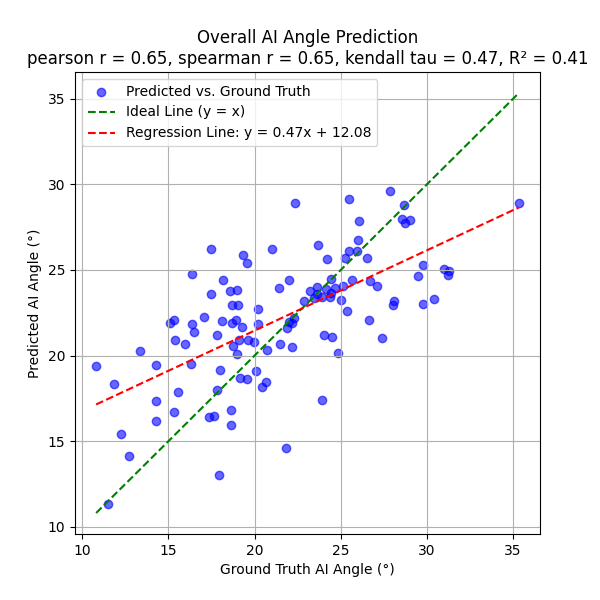 Overall AI Angle Prediction
pearson r = 0.65, spearman r = 0.65, kendall tau = 0.47, R² = 0.41
Predicted vs. Ground Truth
Ideal Line (y = x)
Regression Line: y = 0.47x + 12.08
35
30
25
20
15
10
Predicted AI Angle (°)
10 15 20 25 30 35
Ground Truth AI Angle (°)